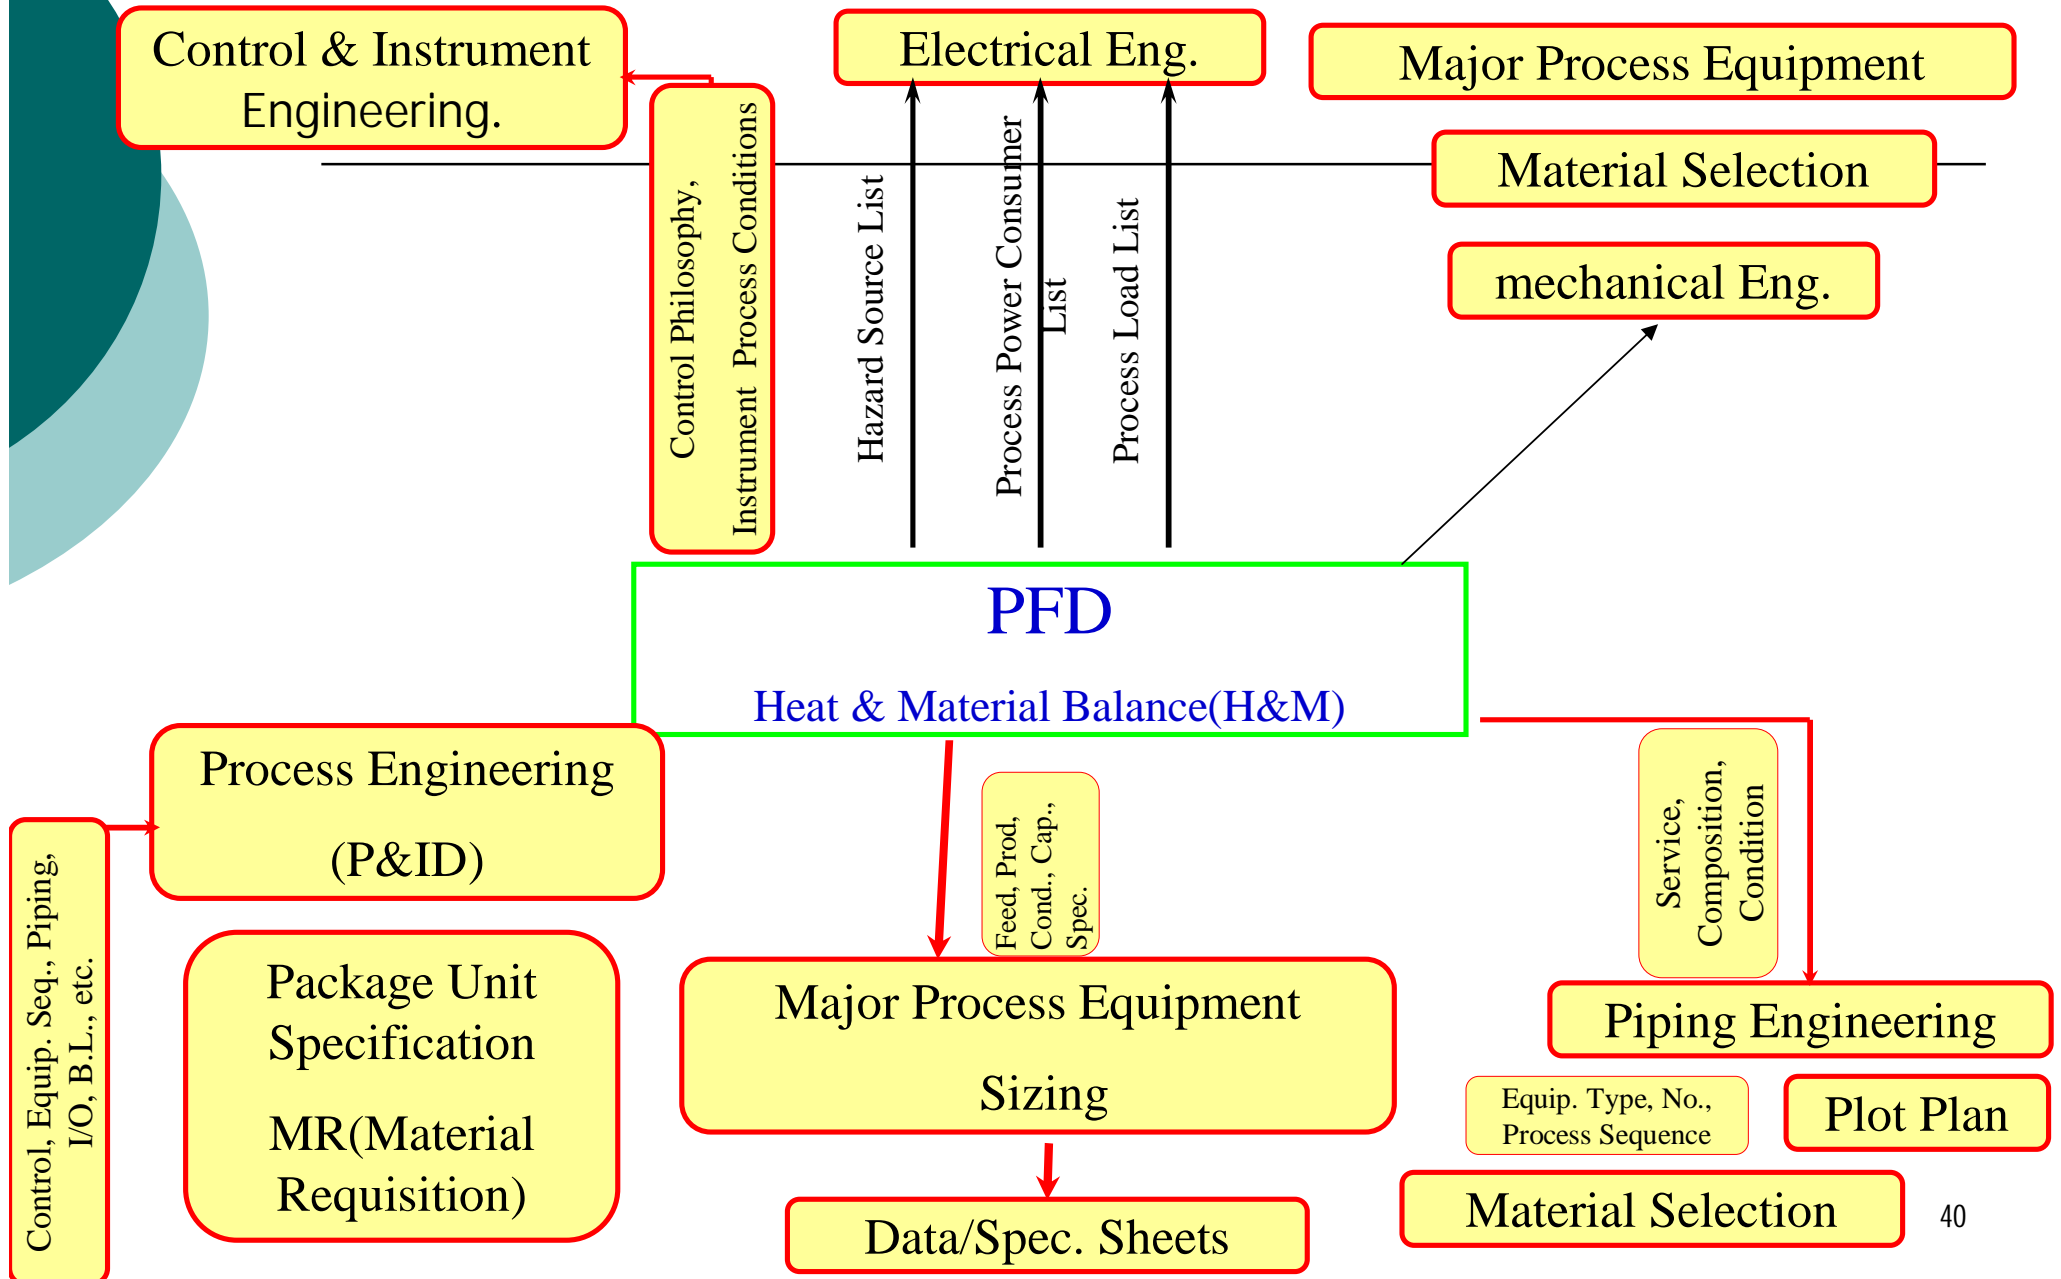 Control & Instrument
Engineering.
Electrical Eng.
Major Process Equipment
Material Selection
mechanical Eng.
Control Philosophy,
Instrument Process Conditions
Hazard Source List
Process Power Consumer
List
Process Load List
PFD
Heat & Material Balance(H&M)
Process Engineering
(P&ID)
Control, Equip. Seq., Piping,
I/O, B.L., etc.
Package Unit
Specification
MR(Material
Requisition)
Feed, Prod,
Cond., Cap.,
Spec.
Major Process Equipment
Sizing
Data/Spec. Sheets
Service,
Composition,
Condition
Piping Engineering
Equip. Type, No.,
Process Sequence
Plot Plan
Material Selection
40